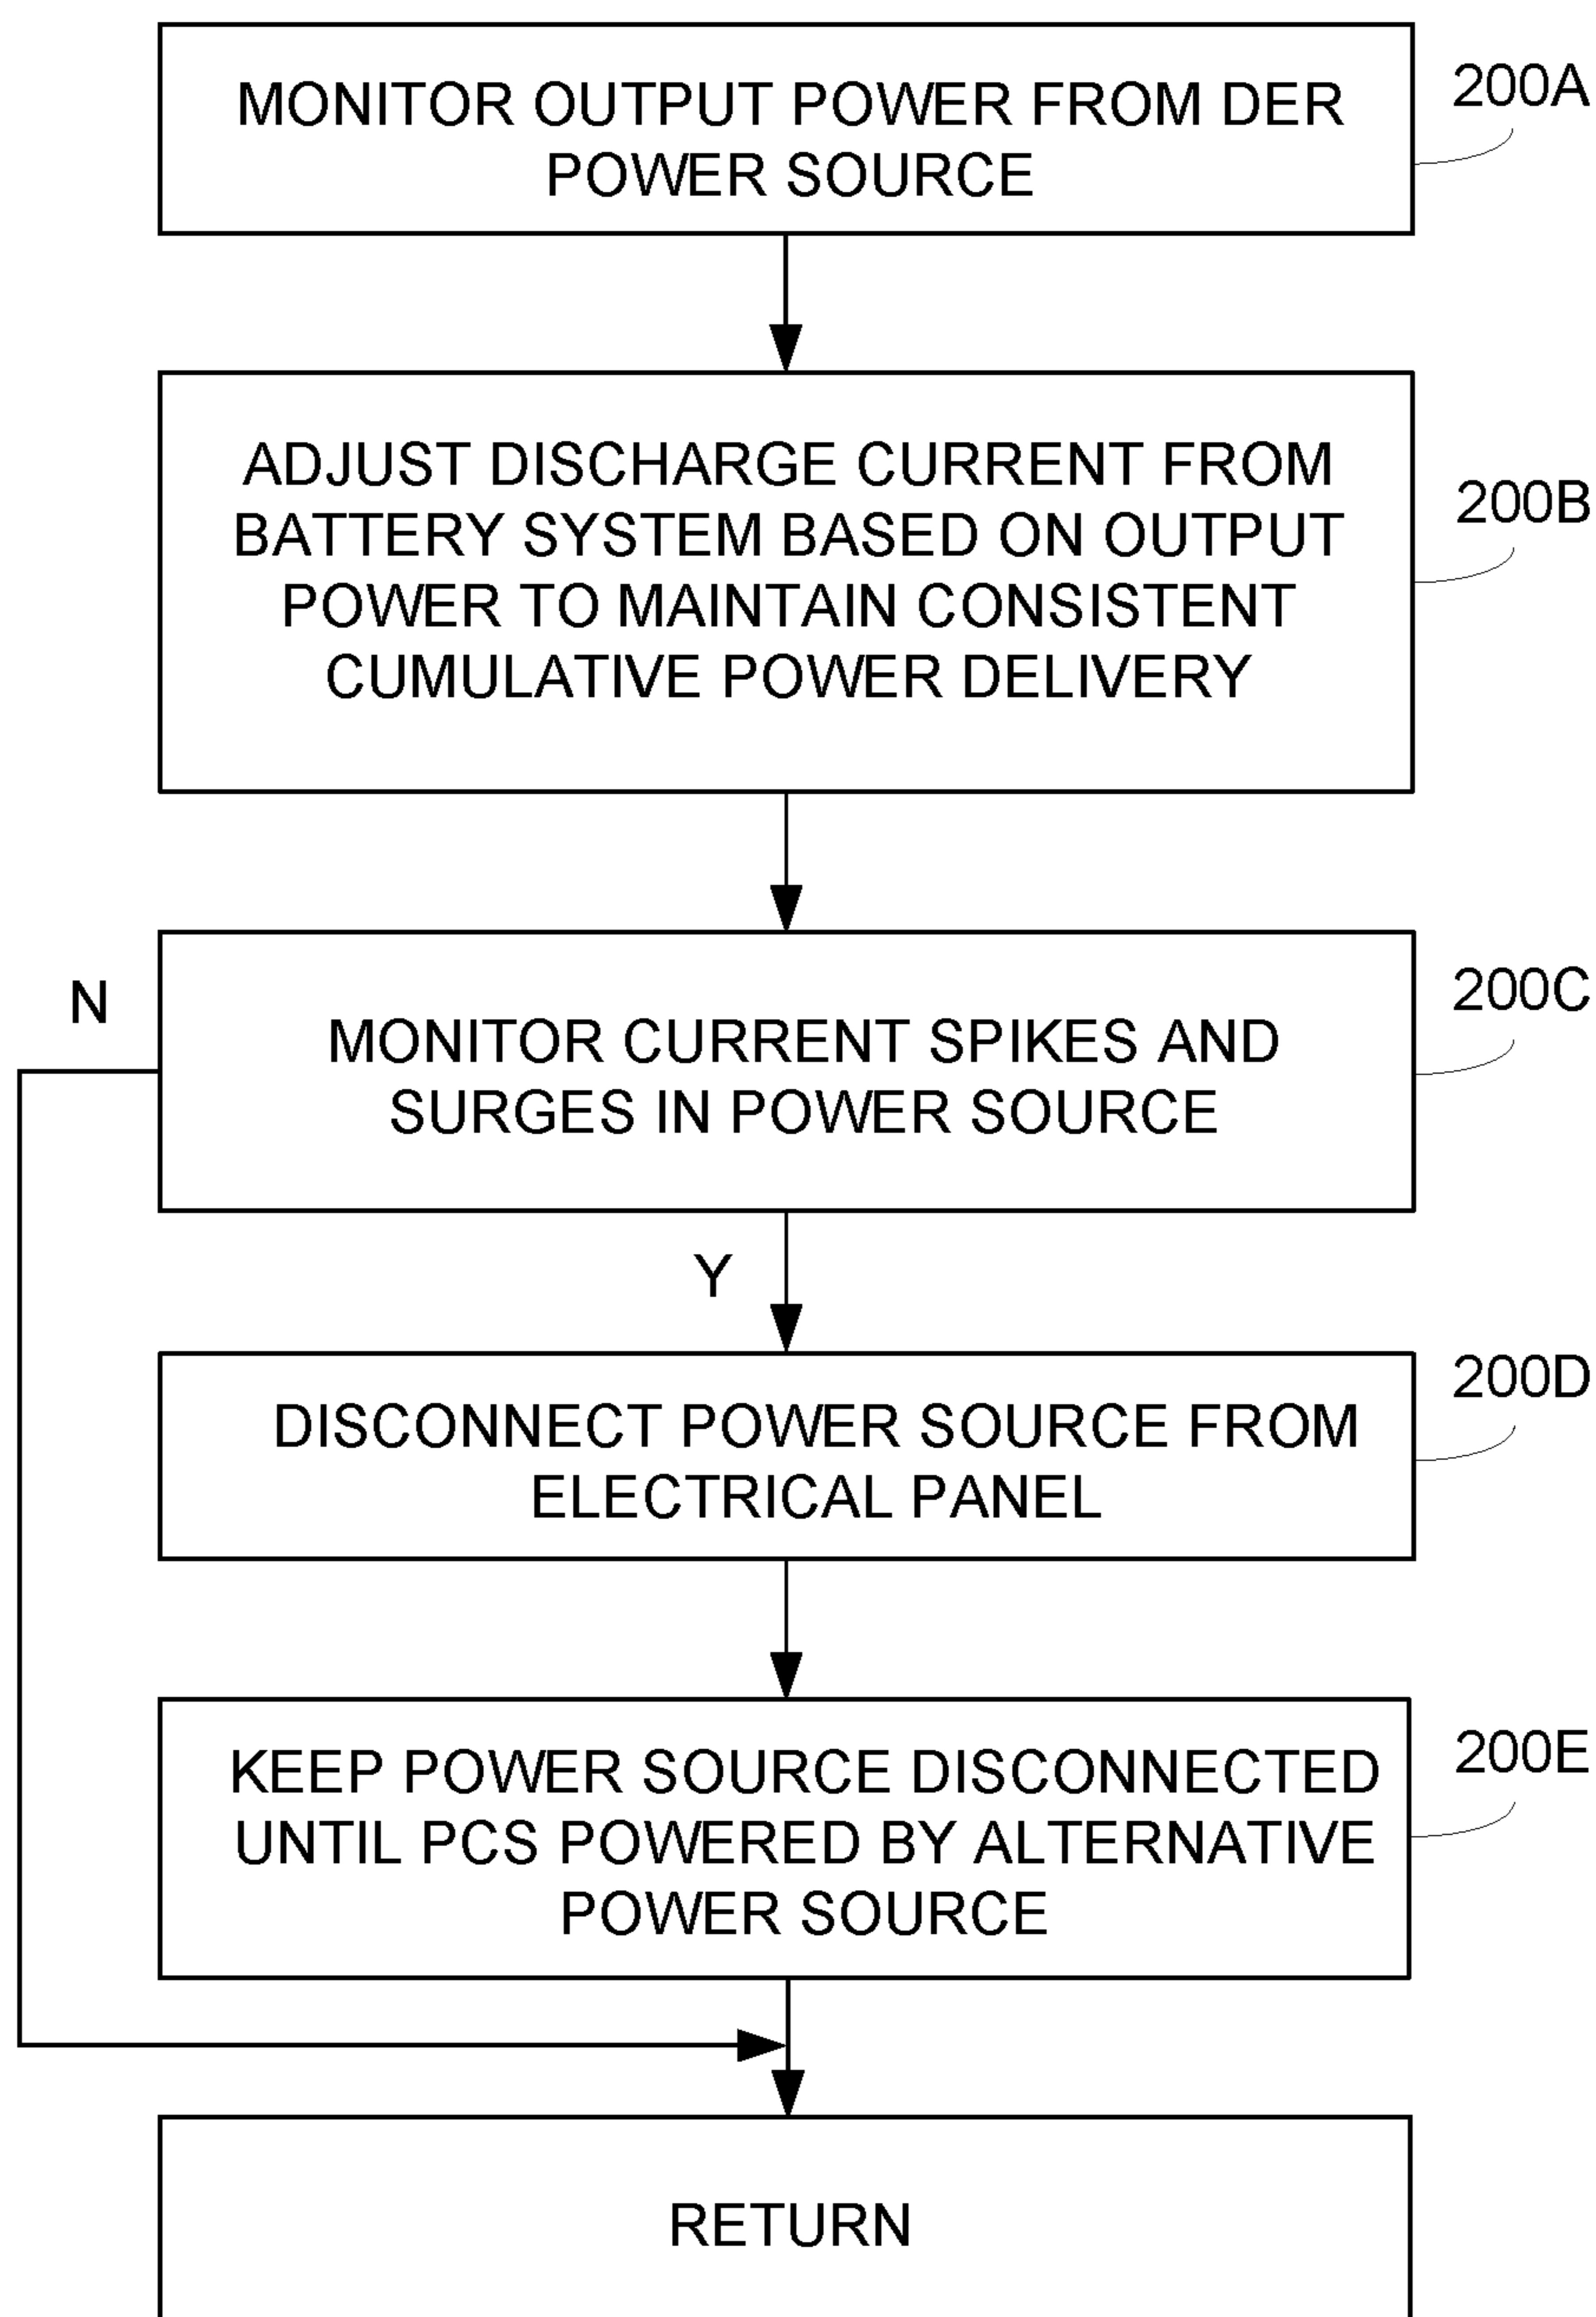 MONITOR OUTPUT POWER FROM DER
POWER SOURCE
200A
ADJUST DISCHARGE CURRENT FROM
BATTERY SYSTEM BASED ON OUTPUT
POWER TO MAINTAIN CONSISTENT
CUMULATIVE POWER DELIVERY
200B
N
MONITOR CURRENT SPIKES AND
SURGES IN POWER SOURCE
200C
Y
DISCONNECT POWER SOURCE FROM
ELECTRICAL PANEL
200D
KEEP POWER SOURCE DISCONNECTED
UNTIL PCS POWERED BY ALTERNATIVE
POWER SOURCE
200E
RETURN